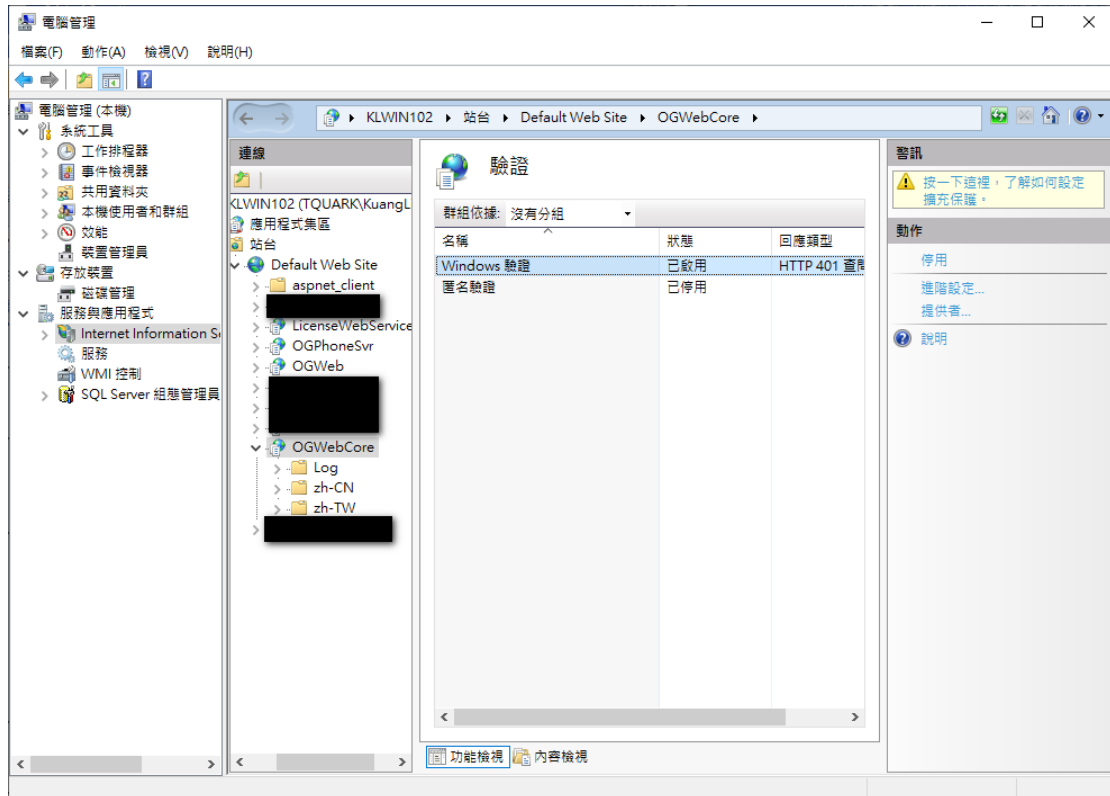 電腦管理
檔案(F) 動作(A) 檢視(V) 說明(H)
電腦管理 (本機)
系統工具
工作排程器
事件檢視器
共用資料夾
本機使用者和群組
效能
裝置管理員
存放裝置
磁碟管理
服務與應用程式
Internet Information S
服務
WMI 控制
SQL Server 組態管理員
KLWIN102 站台 Default Web Site OGWebCore
連線
KLWIN102 (TQUARK\KuangL
應用程式集區
站台
Default Web Site
aspnet_client
LicenseWebService
OGPhoneSvr
OGWeb
OGWebCore
Log
zh-CN
zh-TW
驗證
群組依據: 沒有分組
名稱 狀態 回應類型
Windows 驗證 已啟用 HTTP 401 查
匿名驗證 已停用
功能檢視 內容檢視
警訊
按一下這裡，了解如何設定
擴充保護。
動作
停用
進階設定...
提供者...
說明